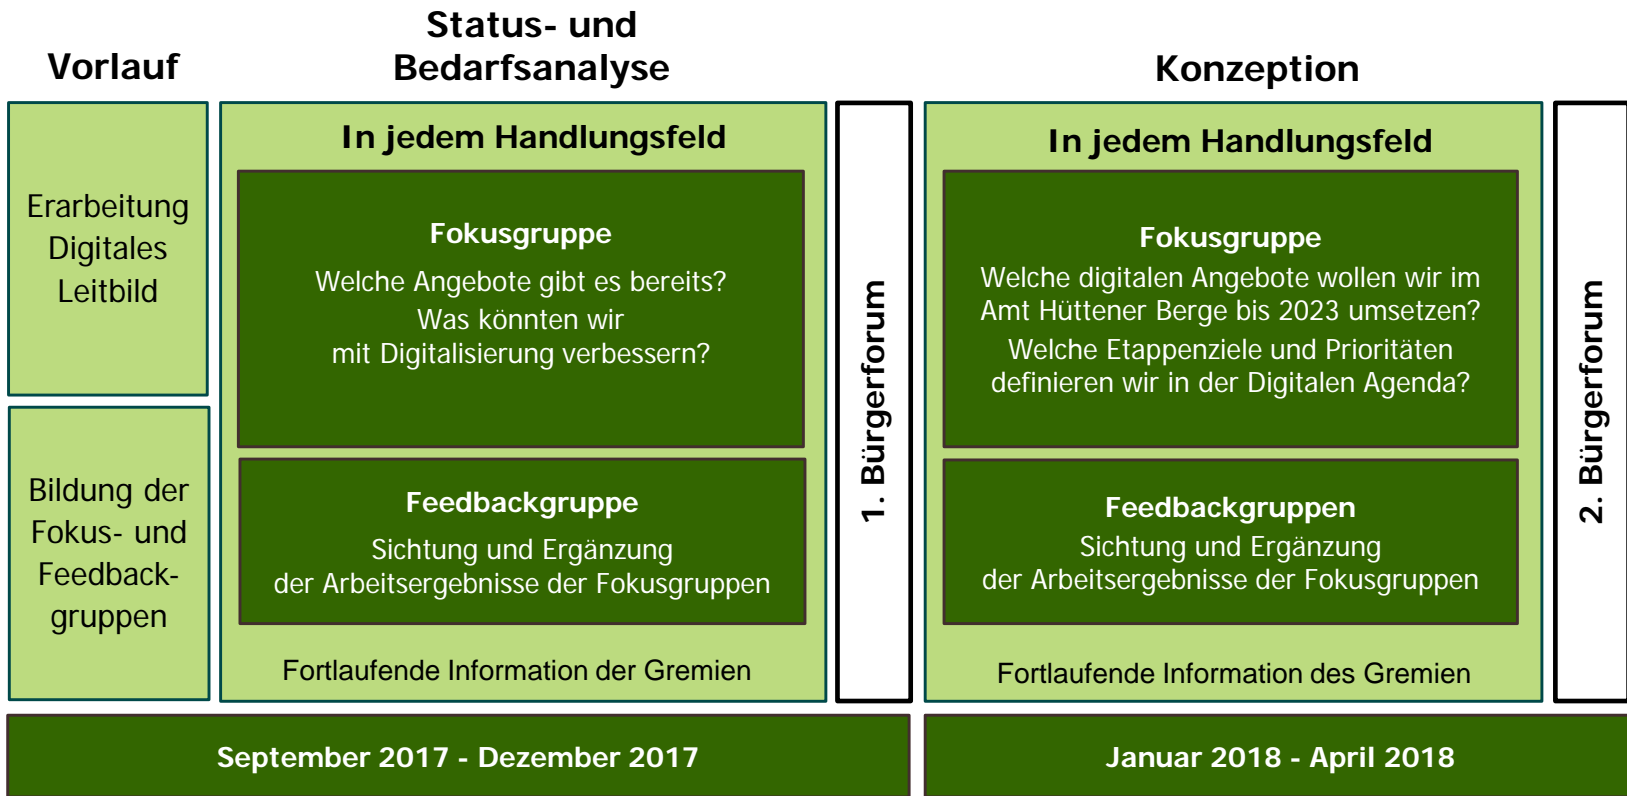 Vorlauf
Status- und
Bedarfsanalyse
Konzeption
Erarbeitung
Digitales
Leitbild
Bildung der
Fokus- und
Feedback-
gruppen
In jedem Handlungsfeld
Fokusgruppe
Welche Angebote gibt es bereits?
Was könnten wir
mit Digitalisierung verbessern?
Feedbackgruppe
Sichtung und Ergänzung
der Arbeitsergebnisse der Fokusgruppen
Fortlaufende Information der Gremien
1. Bürgerforum
In jedem Handlungsfeld
Fokusgruppe
Welche digitalen Angebote wollen wir im
Amt Hüttener Berge bis 2023 umsetzen?
Welche Etappenziele und Prioritäten
definieren wir in der Digitalen Agenda?
Feedbackgruppen
Sichtung und Ergänzung
der Arbeitsergebnisse der Fokusgruppen
Fortlaufende Information des Gremien
2. Bürgerforum
September 2017 - Dezember 2017
Januar 2018 - April 2018